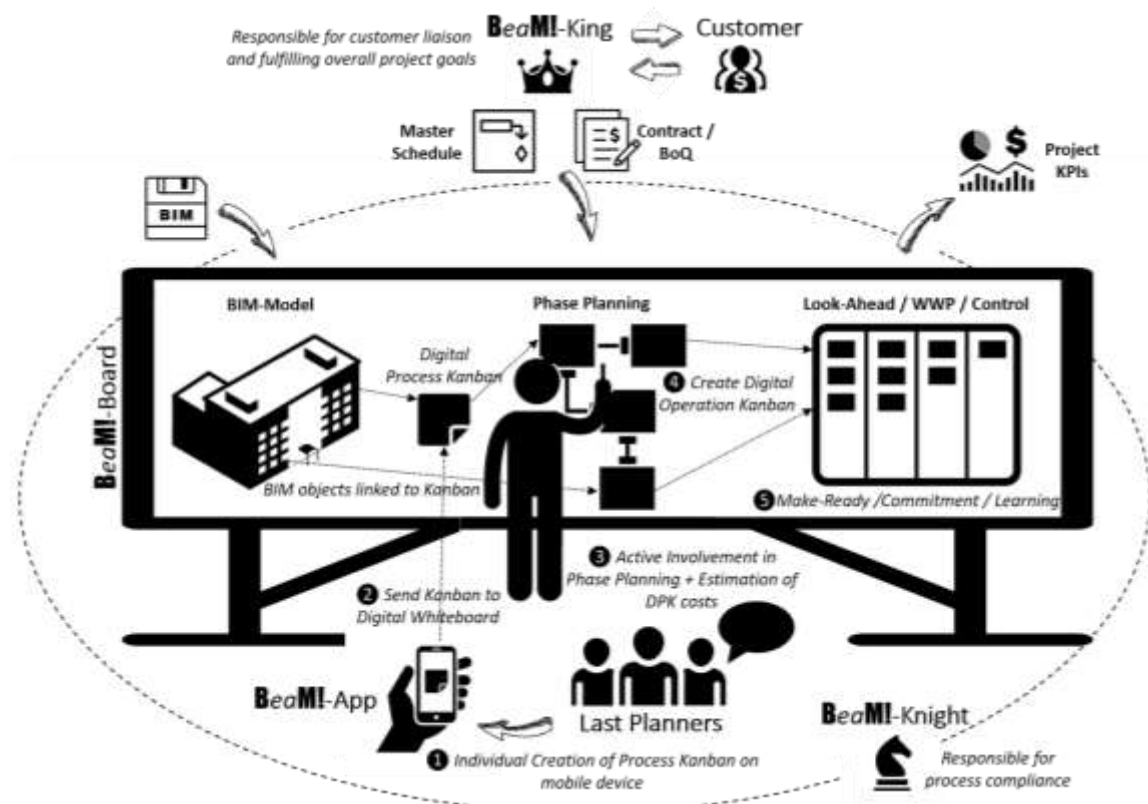 BeaM!-King
Customer
Responsible for customer liaison
and fulfilling overall project goals
Master
Schedule
$
Contract /
BoQ
$
$
Project
KPIs
BIM
BeaM!-Board
BIM-Model
Phase Planning
Look-Ahead / WWP / Control
Digital
Process Kanban
4 Create Digital
Operation Kanban
BIM objects linked to Kanban
5 Make-Ready /Commitment / Learning
3 Active Involvement in
Phase Planning + Estimation of
DPK costs
2 Send Kanban to
Digital Whiteboard
BeaM!-App
Last Planners
1 Individual Creation of Process Kanban on
mobile device
BeaM!-Knight
Responsible for
process compliance